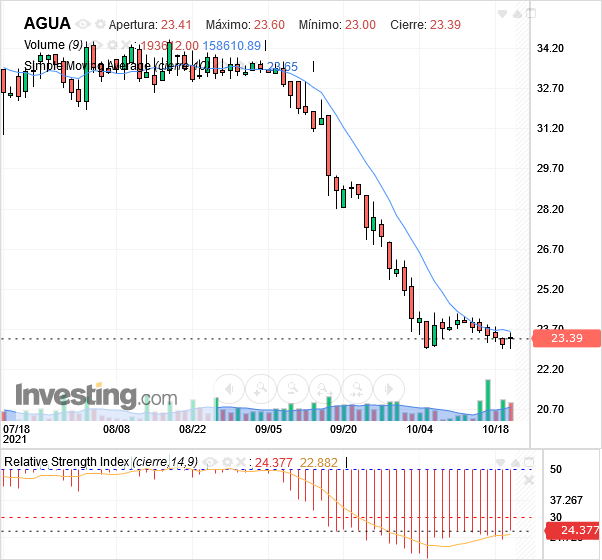 AGUA Apertura: 23.41 Máximo: 23.60 Mínimo: 23.00 Cierre: 23.39
Volume (9) 193612.00 158610.89
Simple Moving Average (cierre,14,0) 23.65
34.20
32.70
31.20
29.70
28.20
26.70
25.20
23.70
23.39
22.20
20.70
Investing.com
07/18 08/08 08/22 09/05 09/20 10/04 10/18
2021
Relative Strength Index (cierre,14,9) : 24.377 22.882
50
37.267
30
24.377